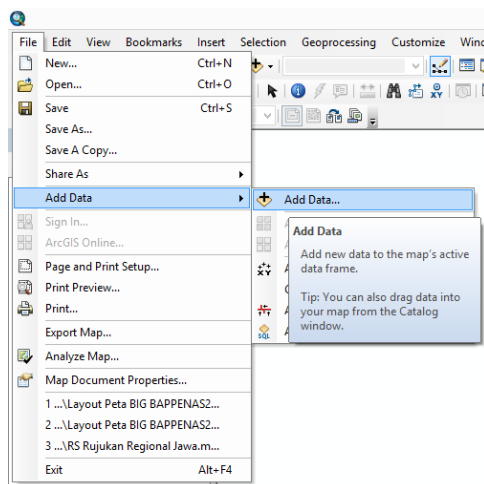 File Edit View Bookmarks Insert Selection Geoprocessing Customize
New... Ctrl+N
Open... Ctrl+O
Save Ctrl+S
Save As...
Save A Copy...
Share As
Add Data
Add Data...
Sign In...
ArcGIS Online...
Page and Print Setup...
Print Preview...
Print...
Export Map...
Analyze Map...
Map Document Properties...
1 ...\Layout Peta BIG BAPPENAS2...
2 ...\Layout Peta BIG BAPPENAS2...
3 ...\RS Rujukan Regional Jawa.m...
Exit Alt+F4
Add Data
Add new data to the map's active
data frame.
Tip: You can also drag data into
your map from the Catalog
window.